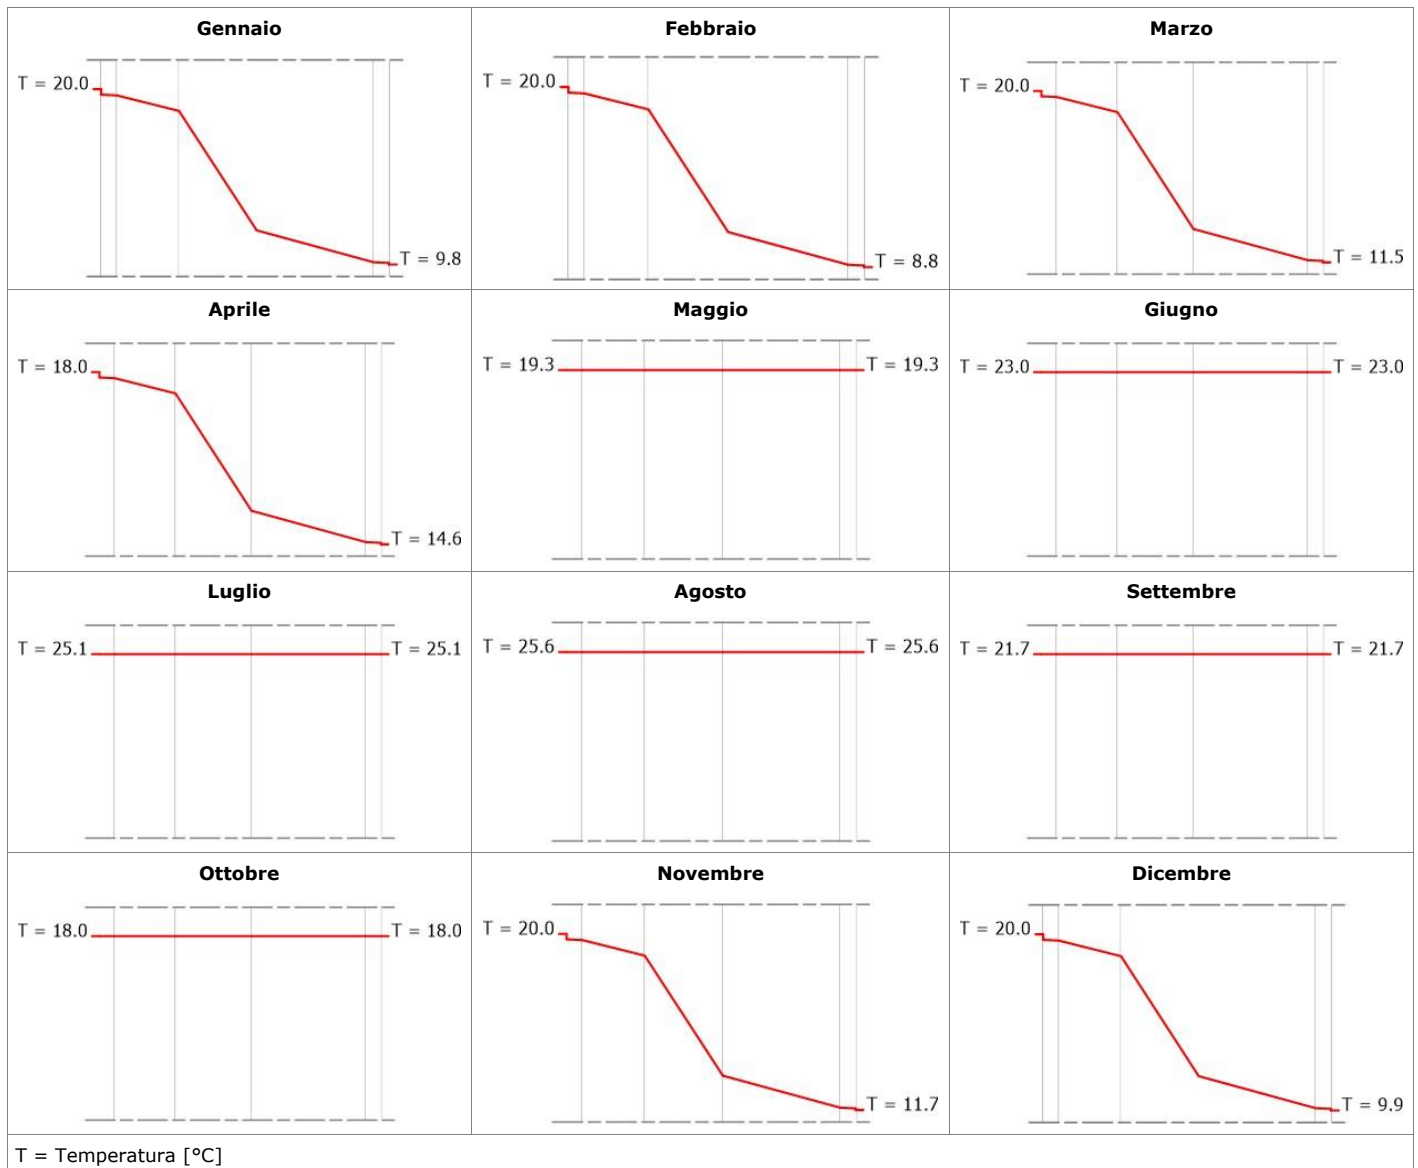 Gennaio
T = 20.0
T = 9.8
Febbraio
T = 20.0
T = 8.8
Marzo
T = 20.0
T = 11.5
Aprile
T = 18.0
T = 14.6
Maggio
T = 19.3
T = 19.3
Giugno
T = 23.0
T = 23.0
Luglio
T = 25.1
T = 25.1
Agosto
T = 25.6
T = 25.6
Settembre
T = 21.7
T = 21.7
Ottobre
T = 18.0
T = 18.0
Novembre
T = 20.0
T = 11.7
Dicembre
T = 20.0
T = 9.9
T = Temperatura [°C]